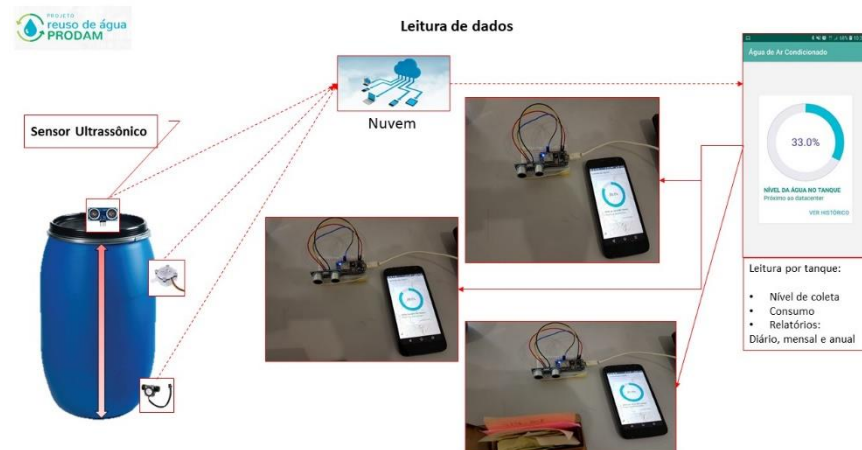 PROJETO
reuso de água
PRODAM
Leitura de dados
Sensor Ultrassônico
Nuvem
Água do Ar Condicionado
33.0%
NÍVEL DA ÁGUA NO TANQUE
Próximo ao datacenter
VER HISTÓRICO
Leitura por tanque:
• Nível de coleta
• Consumo
• Relatórios:
Diário, mensal e anual